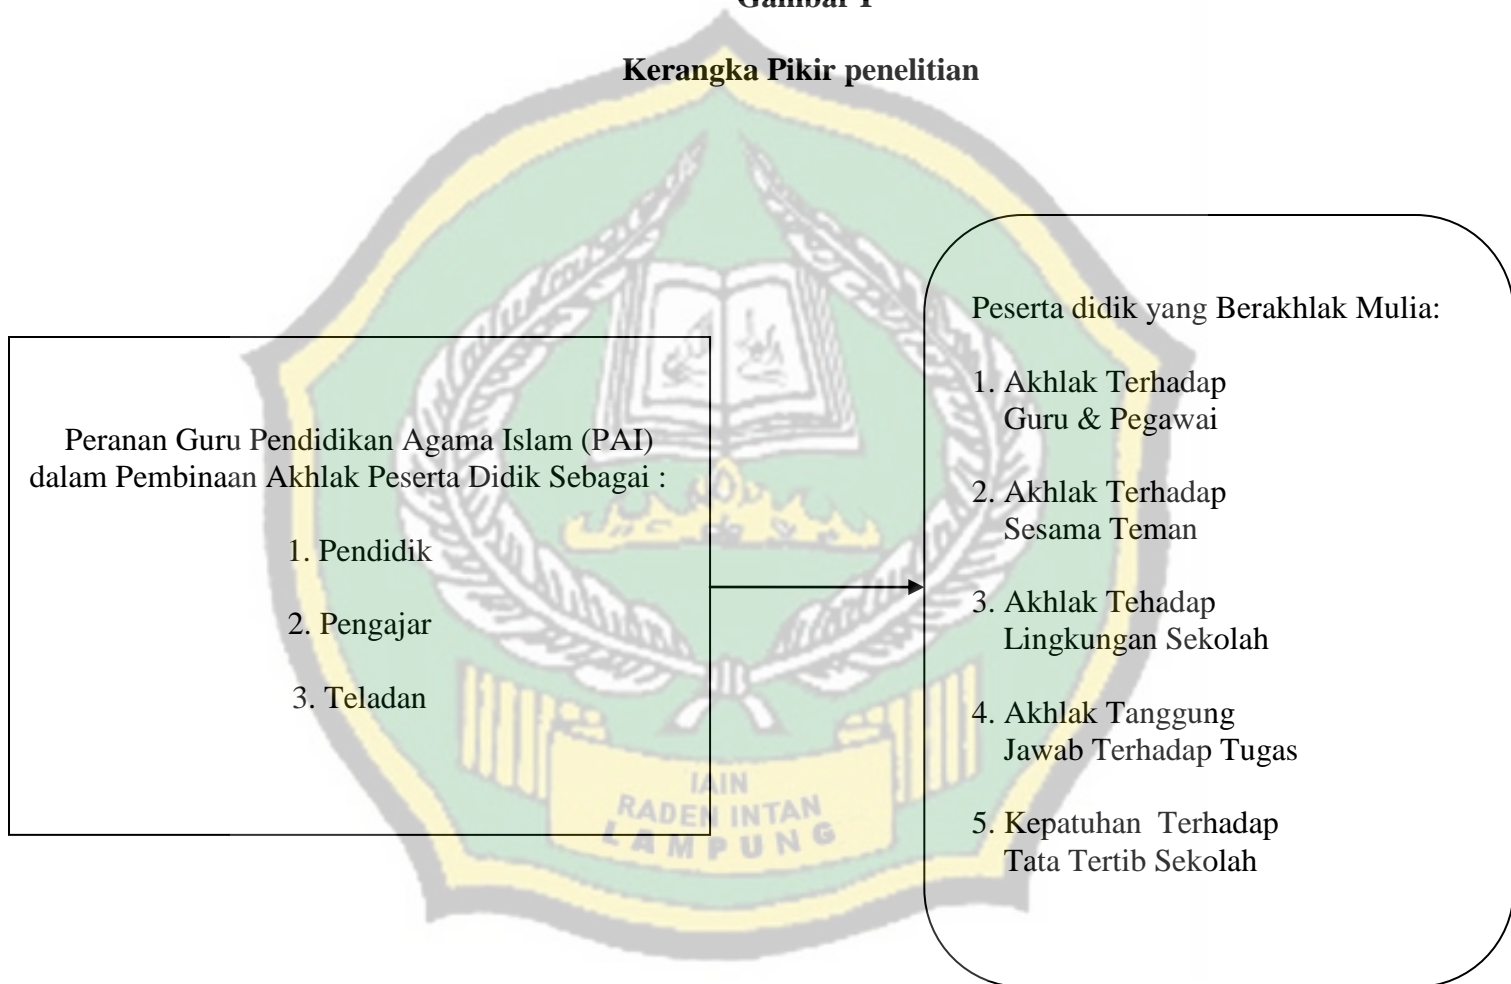 Gambar 1
Kerangka Pikir penelitian
Peranan Guru Pendidikan Agama Islam (PAI)
dalam Pembinaan Akhlak Peserta Didik Sebagai :
1. Pendidik
2. Pengajar
3. Teladan
Peserta didik yang Berakhlak Mulia:
1. Akhlak Terhadap
Guru & Pegawai
2. Akhlak Terhadap
Sesama Teman
3. Akhlak Tehadap
Lingkungan Sekolah
4. Akhlak Tanggung
Jawab Terhadap Tugas
5. Kepatuhan  Terhadap
Tata Tertib Sekolah
IAIN
RADEN INTAN
LAMPUNG